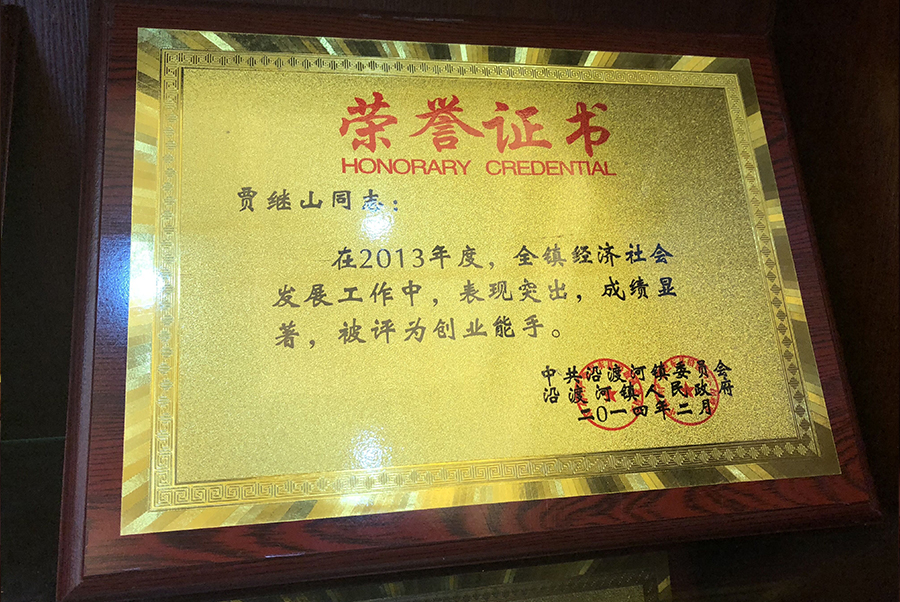 荣誉证书
HONORARY CREDENTIAL
贾继山同志：
在2013年度，全镇经济社会
发展工作中，表现突出，成绩显
著，被评为创业能手。
中共沿渡河镇委员会
沿渡河镇人民政府
二0一四年二月